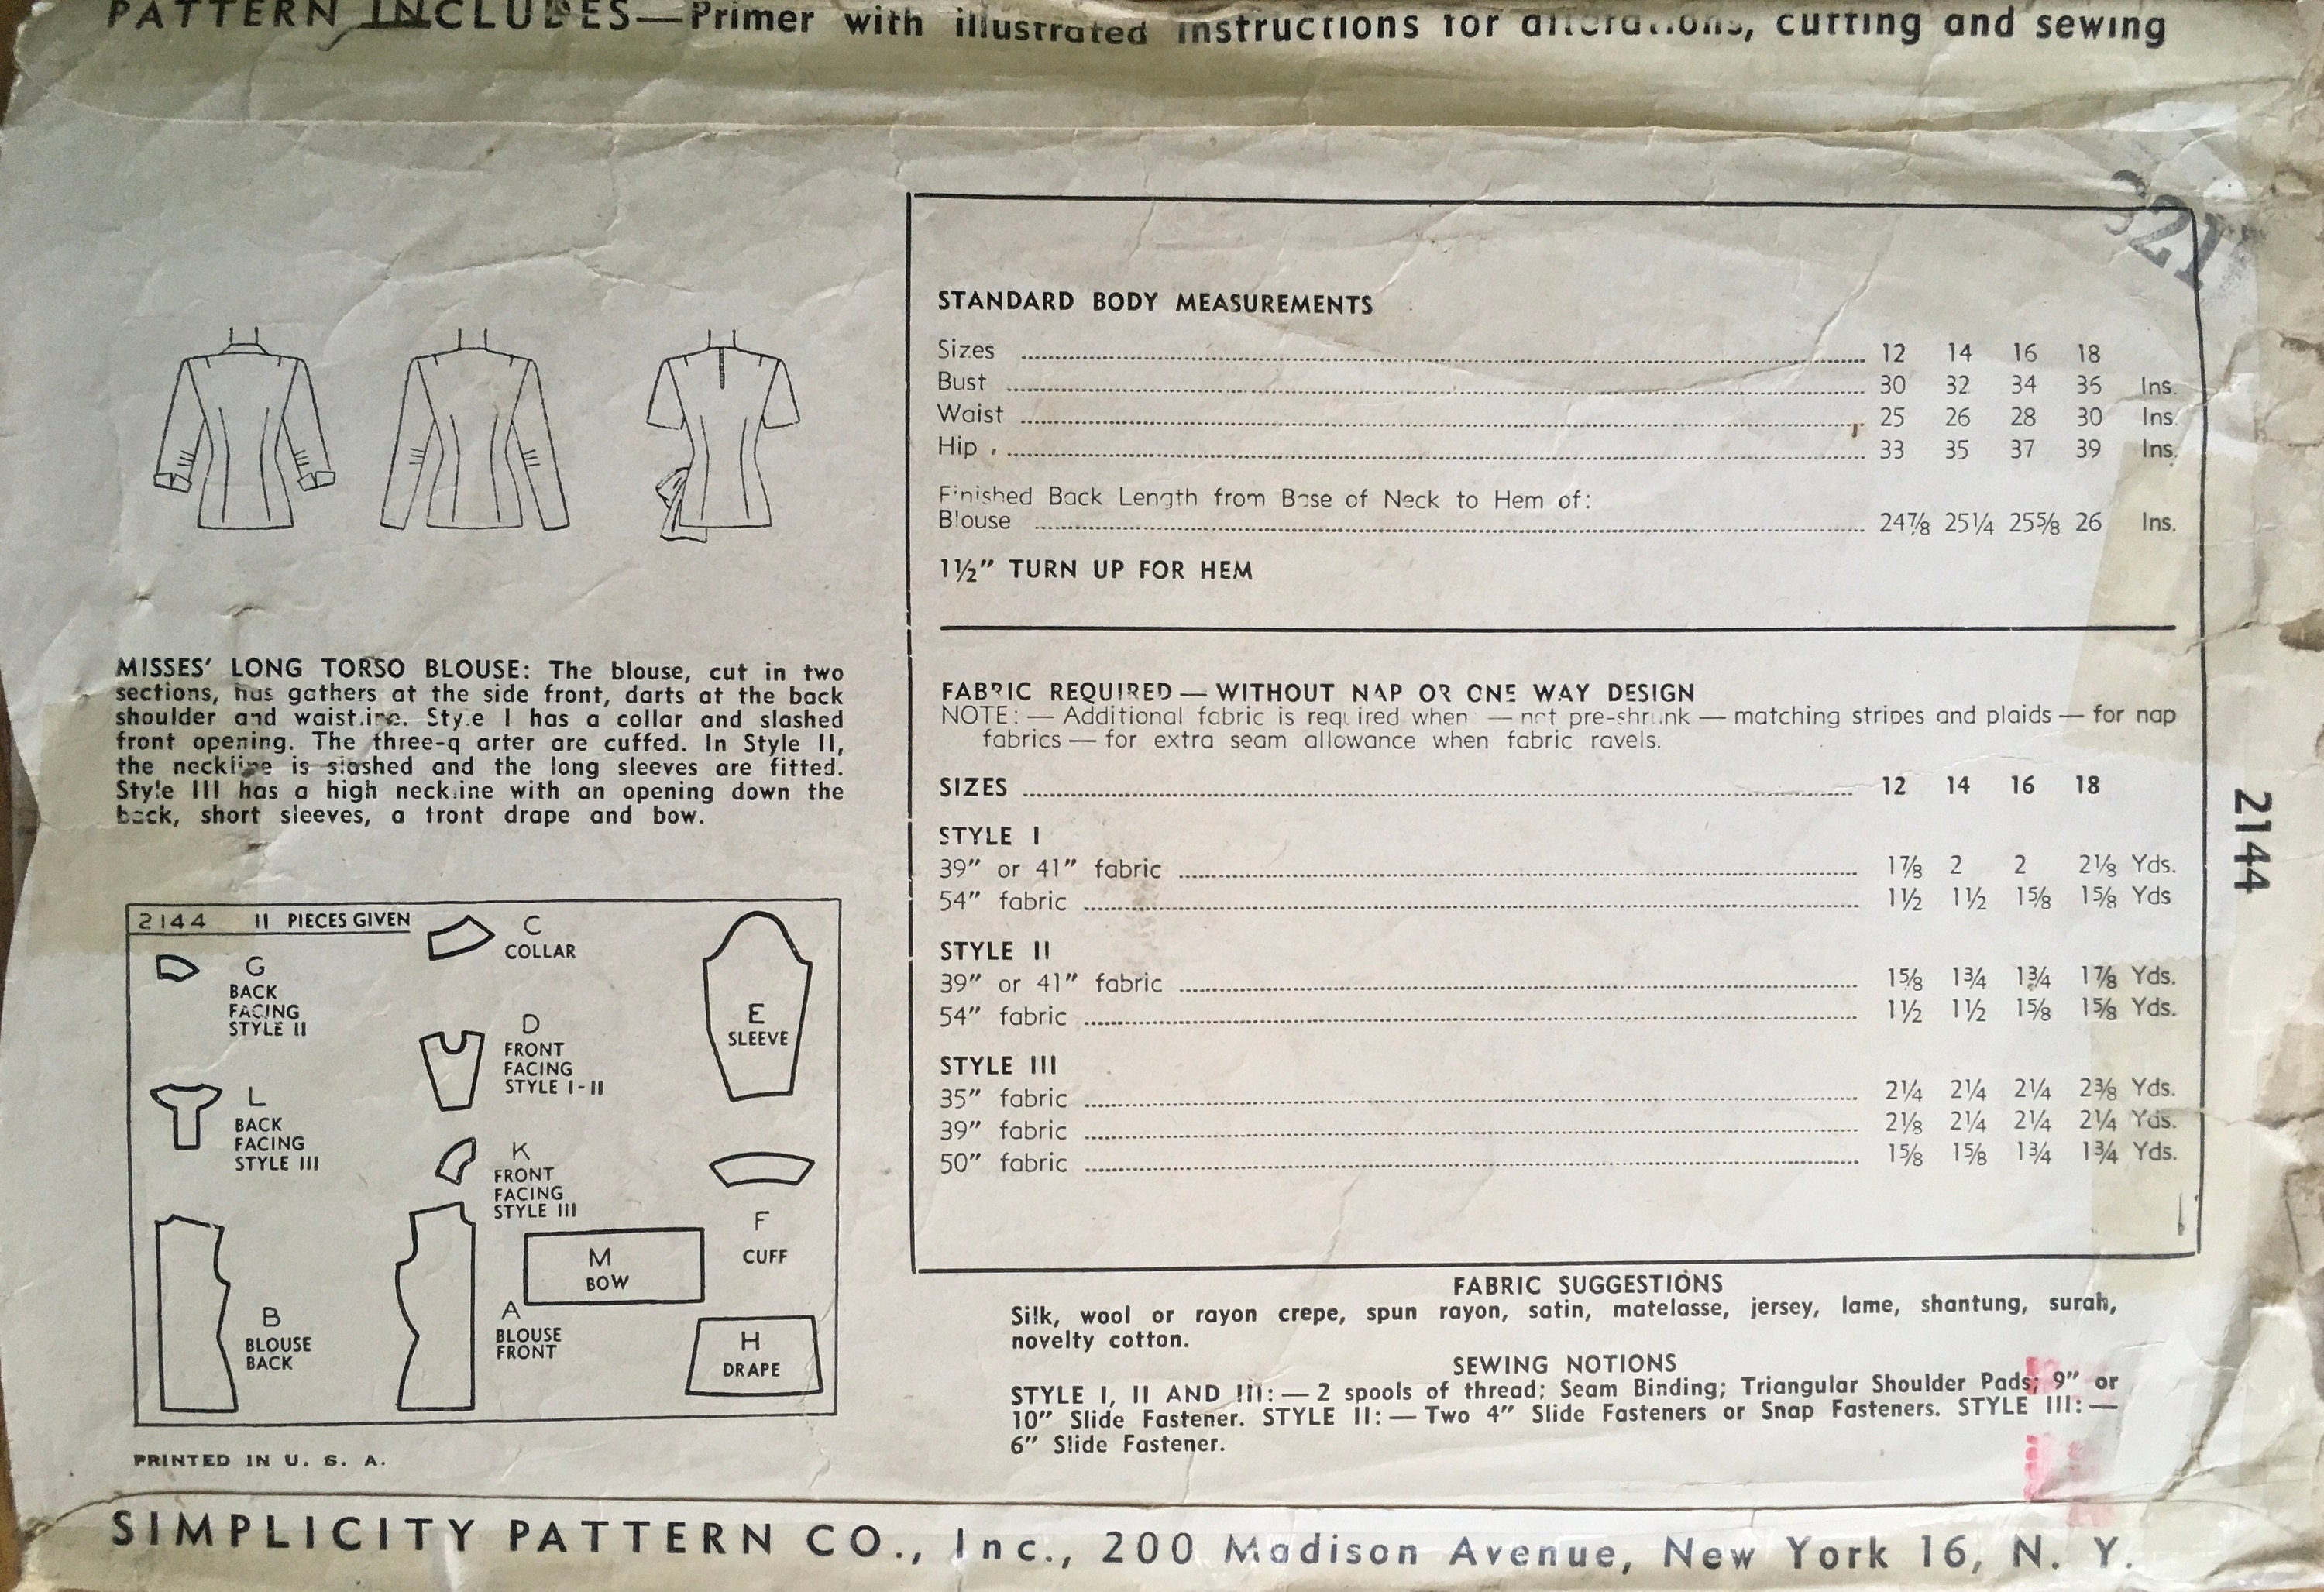 PATTERN INCLUDES—Primer with illustrated instructions for alterations, cutting and sewing
321
STANDARD BODY MEASUREMENTS
Sizes 12 14 16 18
Bust 30 32 34 36 Ins.
Waist 25 26 28 30 Ins.
Hip 33 35 37 39 Ins.
Finished Back Length from Base of Neck to Hem of:
Blouse 24⅞ 25¼ 25⅝ 26 Ins.
1½" TURN UP FOR HEM
MISSES' LONG TORSO BLOUSE: The blouse, cut in two
sections, has gathers at the side front, darts at the back
shoulder and waistline. Style I has a collar and slashed
front opening. The three-q arter are cuffed. In Style II,
the neckline is slashed and the long sleeves are fitted.
Style III has a high neckline with an opening down the
back, short sleeves, a front drape and bow.
FABRIC REQUIRED — WITHOUT NAP OR ONE WAY DESIGN
NOTE: — Additional fabric is required when — not pre-shrunk — matching stripes and plaids — for nap
fabrics — for extra seam allowance when fabric ravels.
SIZES 12 14 16 18
STYLE I
39" or 41" fabric 1⅞ 2 2 2⅛ Yds.
54" fabric 1½ 1½ 1⅝ 1⅝ Yds
STYLE II
39" or 41" fabric 1⅝ 1¾ 1¾ 1⅞ Yds.
54" fabric 1½ 1½ 1⅝ 1⅝ Yds.
STYLE III
35" fabric 2¼ 2¼ 2¼ 2⅜ Yds.
39" fabric 2⅛ 2¼ 2¼ 2¼ Yds.
50" fabric 1⅝ 1⅝ 1¾ 1¾ Yds.
2144
2144 11 PIECES GIVEN
C
COLLAR
G
BACK
FACING
STYLE II
D
FRONT
FACING
STYLE I-II
E
SLEEVE
L
BACK
FACING
STYLE III
K
FRONT
FACING
STYLE III
F
CUFF
M
BOW
B
BLOUSE
BACK
A
BLOUSE
FRONT
H
DRAPE
FABRIC SUGGESTIONS
Silk, wool or rayon crepe, spun rayon, satin, matelasse, jersey, lame, shantung, surah,
novelty cotton.
SEWING NOTIONS
STYLE I, II AND III: — 2 spools of thread; Seam Binding; Triangular Shoulder Pads; 9" or
10" Slide Fastener. STYLE II: — Two 4" Slide Fasteners or Snap Fasteners. STYLE III: —
6" Slide Fastener.
PRINTED IN U. S. A.
SIMPLICITY PATTERN CO., Inc., 200 Madison Avenue, New York 16, N. Y.